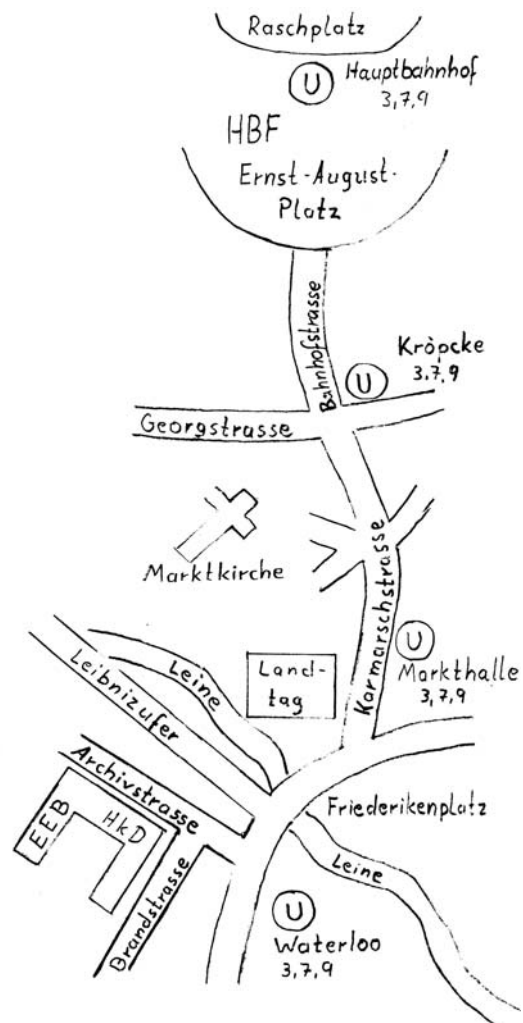 Raschplatz
U Hauptbahnhof
3,7,9
HBF
Ernst-August-
Platz
Bahnhofstrasse
U Kröpcke
3,7,9
Georgstrasse
Marktkirche
Karmarschstrasse
U
Markthalle
3,7,9
Land-
tag
Leine
Leibnizufer
Archivstrasse
Friederikenplatz
EEB
HkD
Brandstrasse
Leine
U
Waterloo
3,7,9